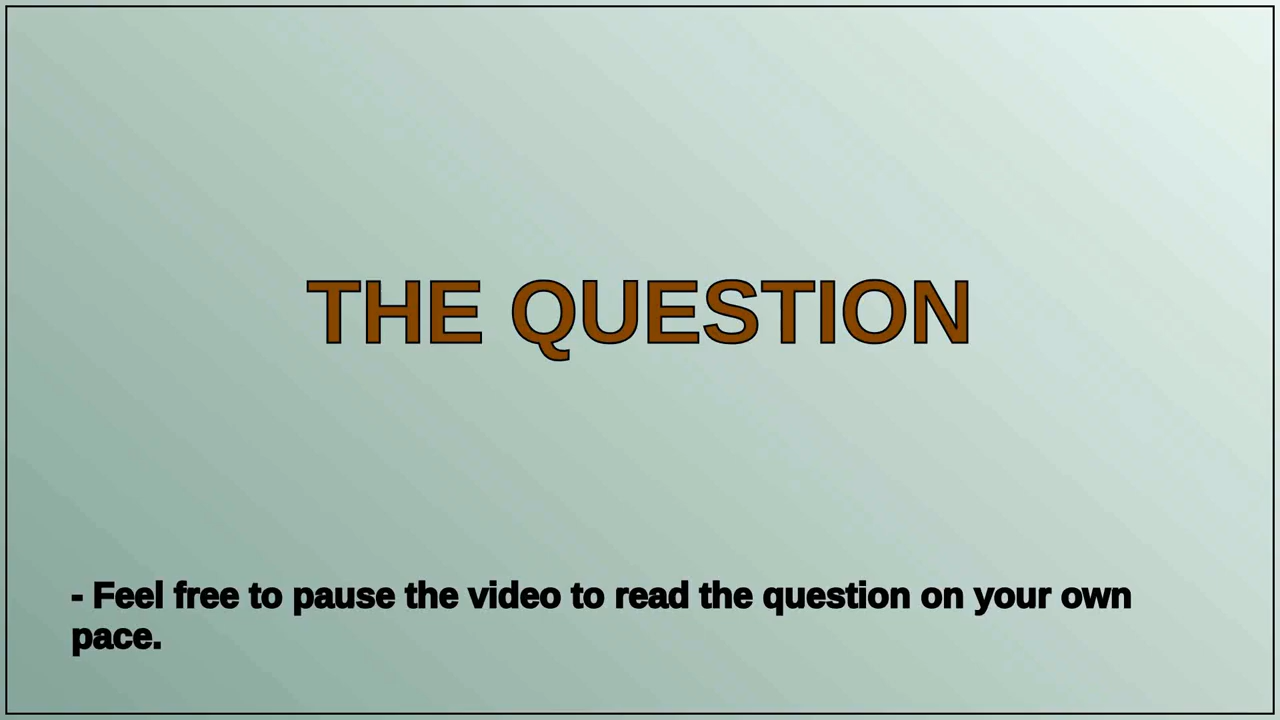 THE QUESTION
- Feel free to pause the video to read the question on your own
pace.